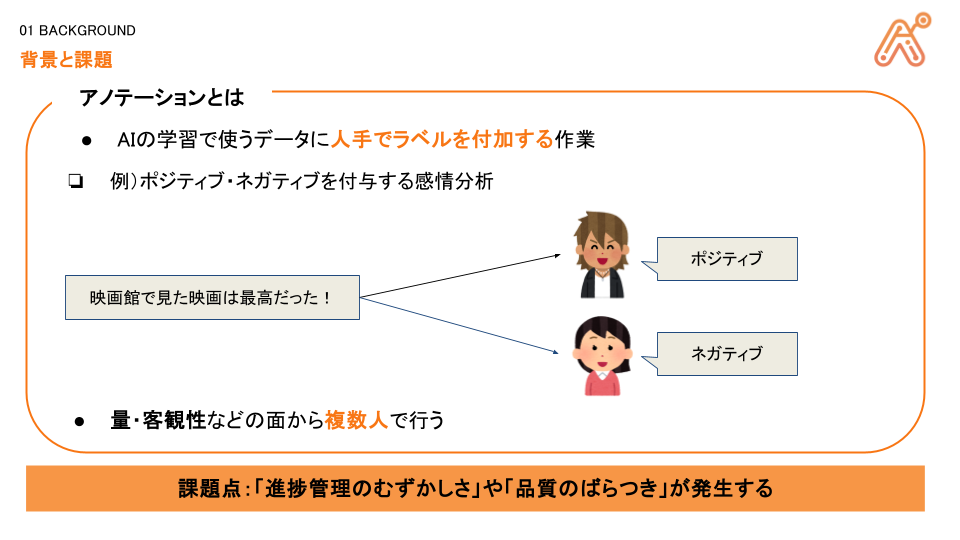 01 BACKGROUND
背景と課題
アノテーションとは
● AIの学習で使うデータに人手でラベルを付加する作業
❏ 例）ポジティブ・ネガティブを付与する感情分析
ポジティブ
映画館で見た映画は最高だった！
ネガティブ
● 量・客観性などの面から複数人で行う
課題点：「進捗管理のむずかしさ」や「品質のばらつき」が発生する